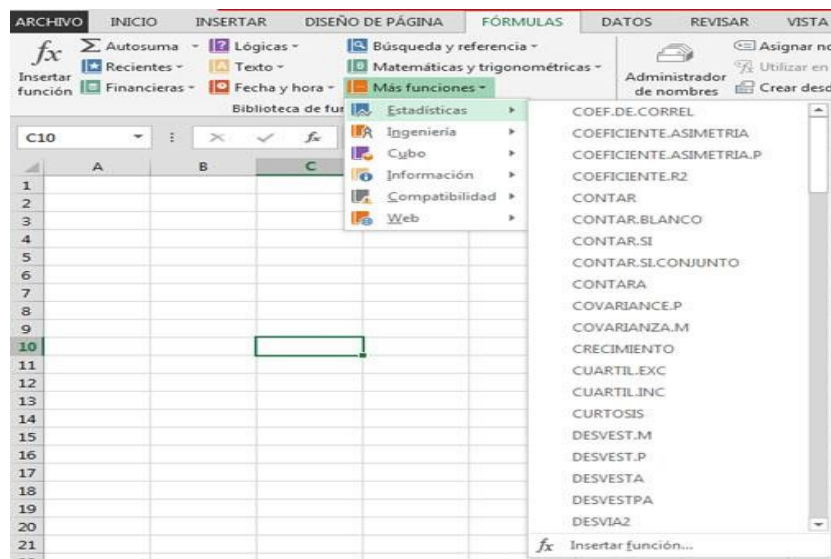 ARCHIVO INICIO INSERTAR DISEÑO DE PÁGINA FÓRMULAS DATOS REVISAR VISTA
fx Insertar función
Σ Autosuma
Recientes
Financieras
Lógicas
Texto
Fecha y hora
Búsqueda y referencia
Matemáticas y trigonométricas
Más funciones
Administrador de nombres
Asignar
Utilizar en
Crear
Biblioteca de
C10 fx
A B C
Estadísticas
Ingeniería
Cubo
Información
Compatibilidad
Web
COEF.DE.CORREL
COEFICIENTE.ASIMETRIA
COEFICIENTE.ASIMETRIA.P
COEFICIENTE.R2
CONTAR
CONTAR.BLANCO
CONTAR.SI
CONTAR.SI.CONJUNTO
CONTARA
COVARIANCE.P
COVARIANZA.M
CRECIMIENTO
CUARTIL.EXC
CUARTIL.INC
CURTOSIS
DESVEST.M
DESVEST.P
DESVESTA
DESVESTPA
DESVIA2
fx Insertar función...
1
2
3
4
5
6
7
8
9
10
11
12
13
14
15
16
17
18
19
20
21